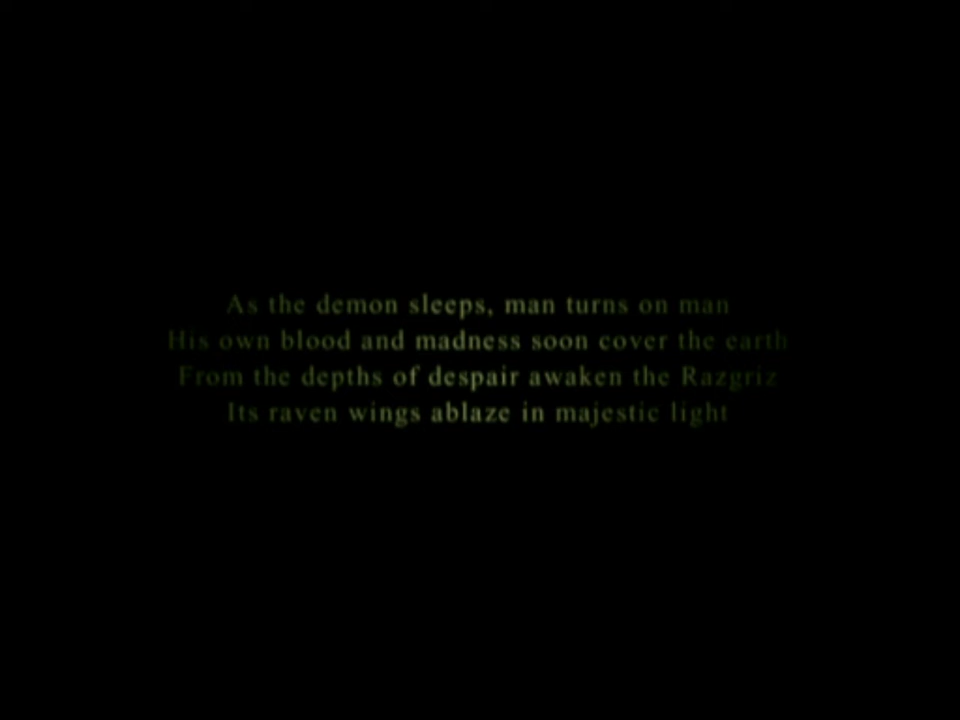 As the demon sleeps, man turns on man
His own blood and madness soon cover the earth
From the depths of despair awaken the Razgriz
Its raven wings ablaze in majestic light